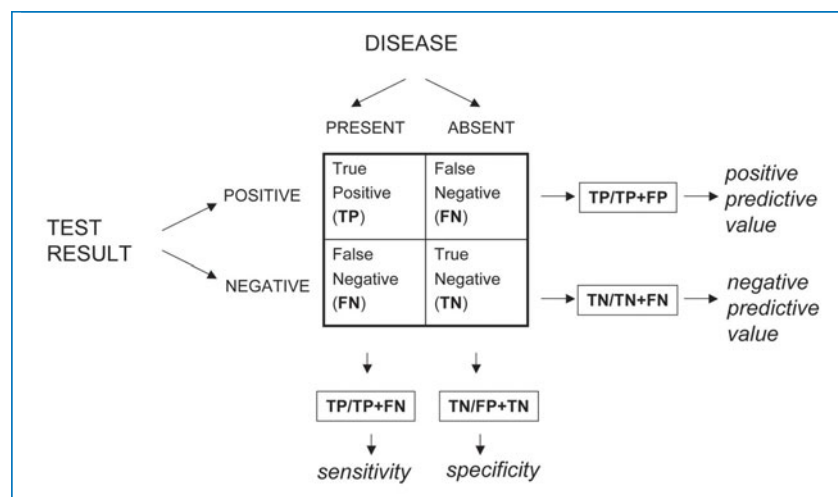 DISEASE
PRESENT ABSENT
True
Positive
(TP)
False
Negative
(FN)
POSITIVE
TP/TP+FP
positive
predictive
value
TEST
RESULT
False
Negative
(FN)
True
Negative
(TN)
NEGATIVE
TN/TN+FN
negative
predictive
value
TP/TP+FN TN/FP+TN
sensitivity specificity